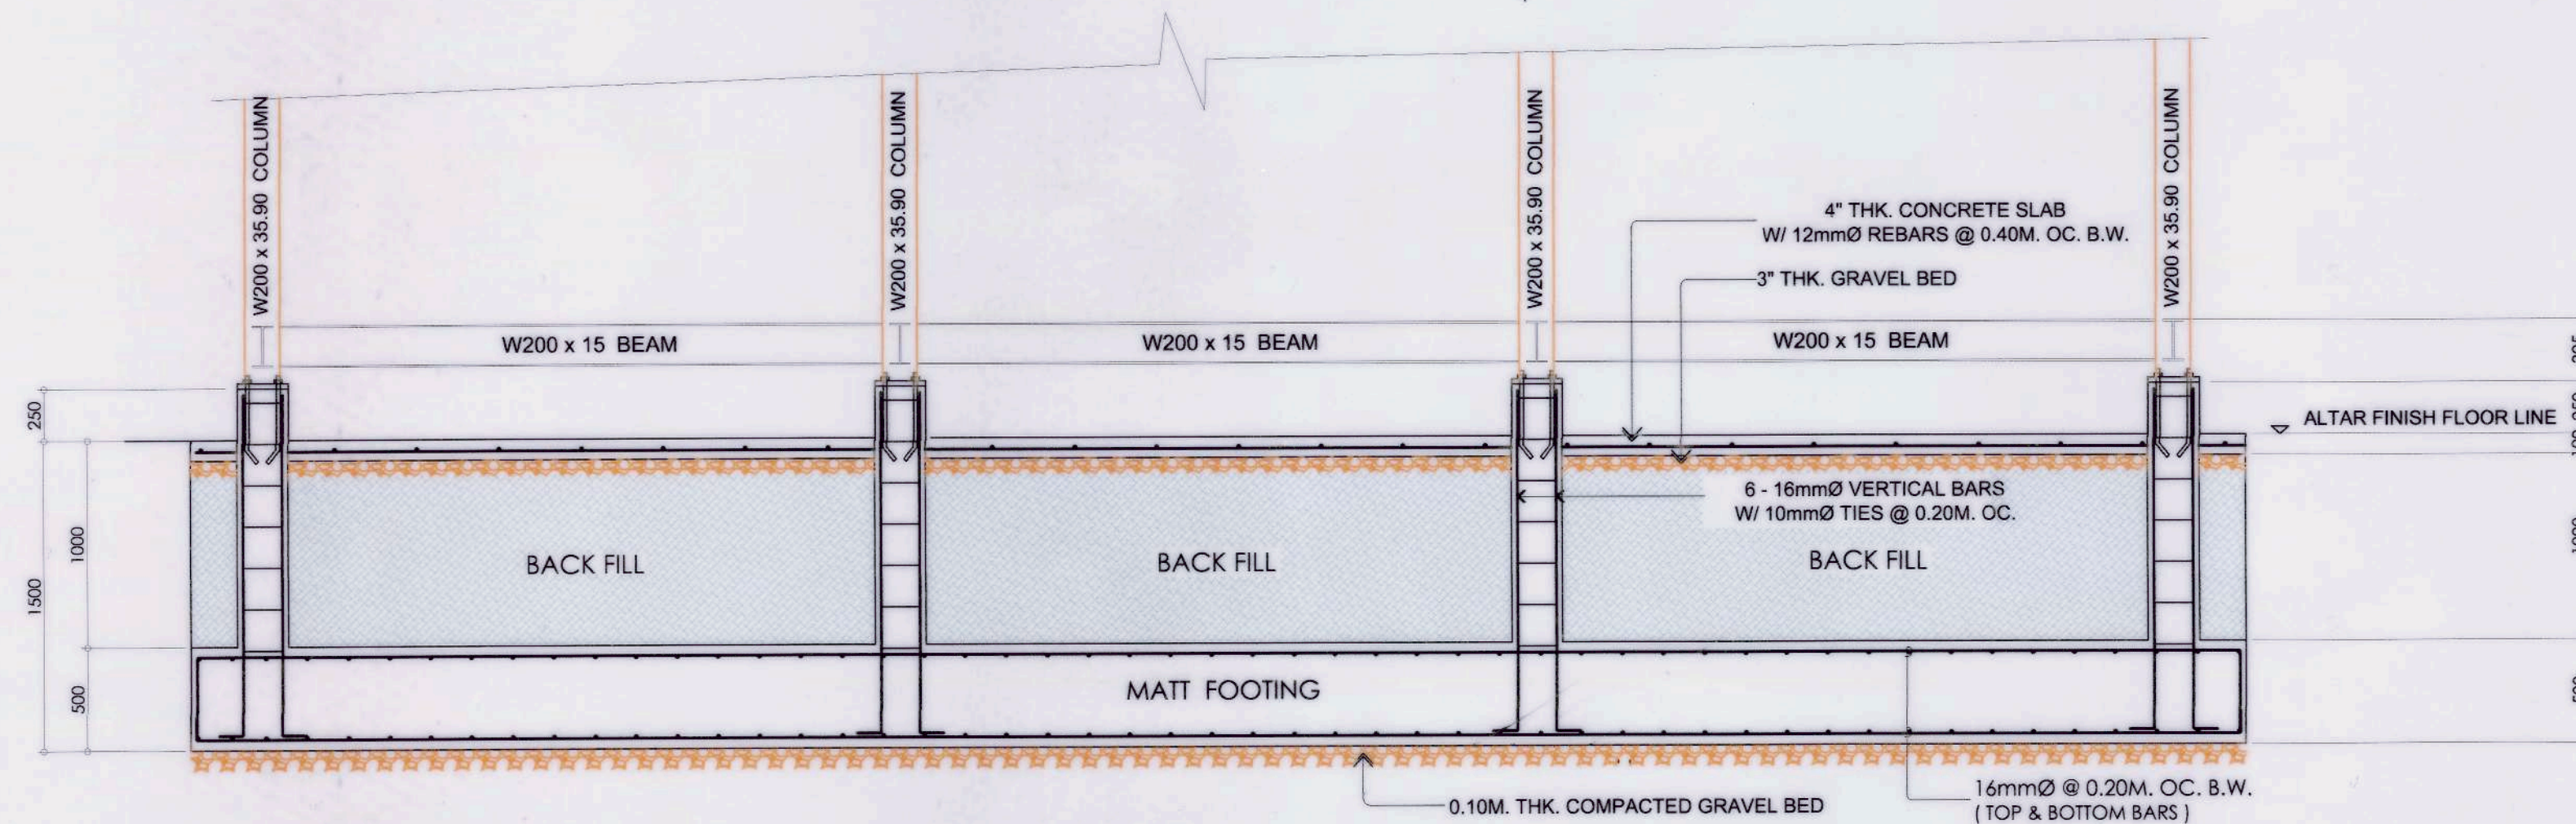 W200 x 35.90 COLUMN
W200 x 35.90 COLUMN
W200 x 35.90 COLUMN
W200 x 35.90 COLUMN
4" THK. CONCRETE SLAB
W/ 12mmØ REBARS @ 0.40M. OC. B.W.
3" THK. GRAVEL BED
W200 x 15 BEAM
W200 x 15 BEAM
W200 x 15 BEAM
250
ALTAR FINISH FLOOR LINE
6 - 16mmØ VERTICAL BARS
W/ 10mmØ TIES @ 0.20M. OC.
1000
BACK FILL
BACK FILL
BACK FILL
1500
500
MATT FOOTING
16mmØ @ 0.20M. OC. B.W.
( TOP & BOTTOM BARS )
0.10M. THK. COMPACTED GRAVEL BED